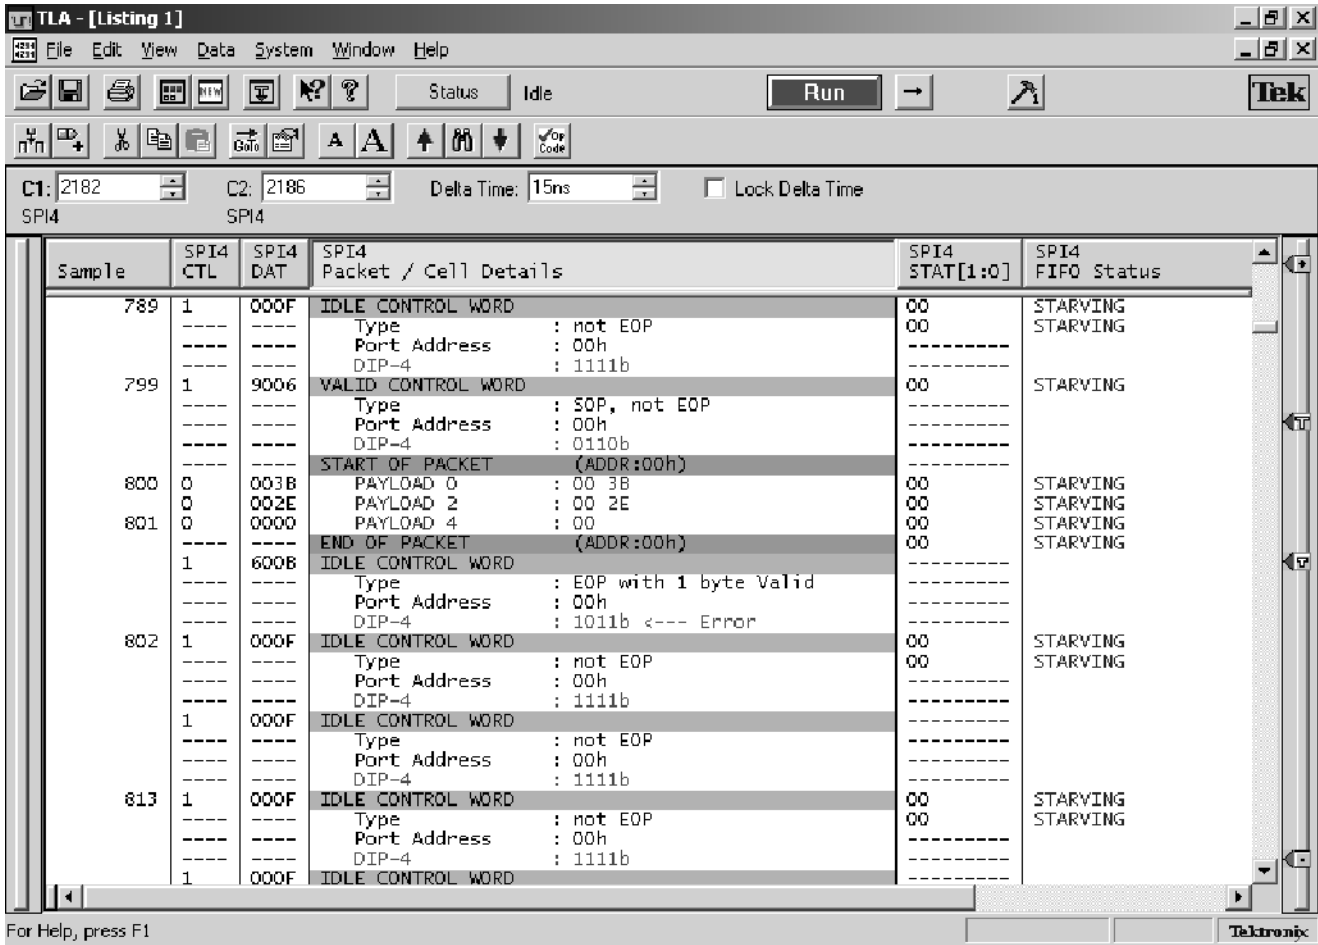 TLA - [Listing 1]
File Edit View Data System Window Help
NEW Status Idle Run Tek
GoTo A A Op Code
C1: 2182 C2: 2186 Delta Time: 15ns Lock Delta Time
SPI4 SPI4
SPI4 SPI4 SPI4 SPI4 SPI4
Sample CTL DAT Packet / Cell Details STAT[1:0] FIFO Status
789 1 000F IDLE CONTROL WORD 00 STARVING
---- ---- Type : not EOP 00 STARVING
---- ---- Port Address : 00h ---------
---- ---- DIP-4 : 1111b ---------
799 1 9006 VALID CONTROL WORD 00 STARVING
---- ---- Type : SOP, not EOP ---------
---- ---- Port Address : 00h ---------
---- ---- DIP-4 : 0110b ---------
---- ---- START OF PACKET (ADDR:00h) ---------
800 0 003B PAYLOAD 0 : 00 3B 00 STARVING
0 002E PAYLOAD 2 : 00 2E 00 STARVING
801 0 0000 PAYLOAD 4 : 00 00 STARVING
---- ---- END OF PACKET (ADDR:00h) 00 STARVING
1 600B IDLE CONTROL WORD ---------
---- ---- Type : EOP with 1 byte Valid ---------
---- ---- Port Address : 00h ---------
---- ---- DIP-4 : 1011b <--- Error ---------
802 1 000F IDLE CONTROL WORD 00 STARVING
---- ---- Type : not EOP 00 STARVING
---- ---- Port Address : 00h ---------
---- ---- DIP-4 : 1111b ---------
1 000F IDLE CONTROL WORD ---------
---- ---- Type : not EOP ---------
---- ---- Port Address : 00h ---------
---- ---- DIP-4 : 1111b ---------
813 1 000F IDLE CONTROL WORD 00 STARVING
---- ---- Type : not EOP 00 STARVING
---- ---- Port Address : 00h ---------
---- ---- DIP-4 : 1111b ---------
1 000F IDLE CONTROL WORD ---------
For Help, press F1 Tektronix